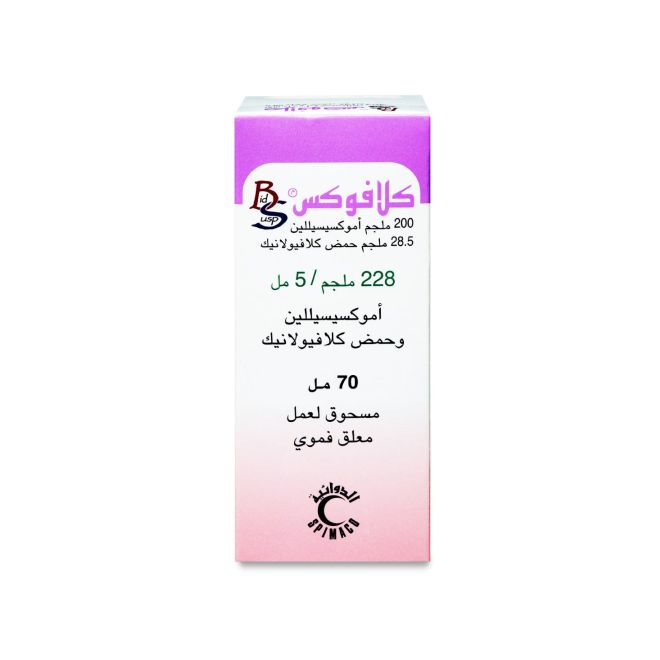 كلافوكس
Bid Susp
200 ملجم أموكسيسيللين
28.5 ملجم حمض كلافيولانيك
228 ملجم / 5 مل
أموكسيسيللين
وحمض كلافيولانيك
70 مل
مسحوق لعمل
معلق فموي
الدوائية
SPIMACO